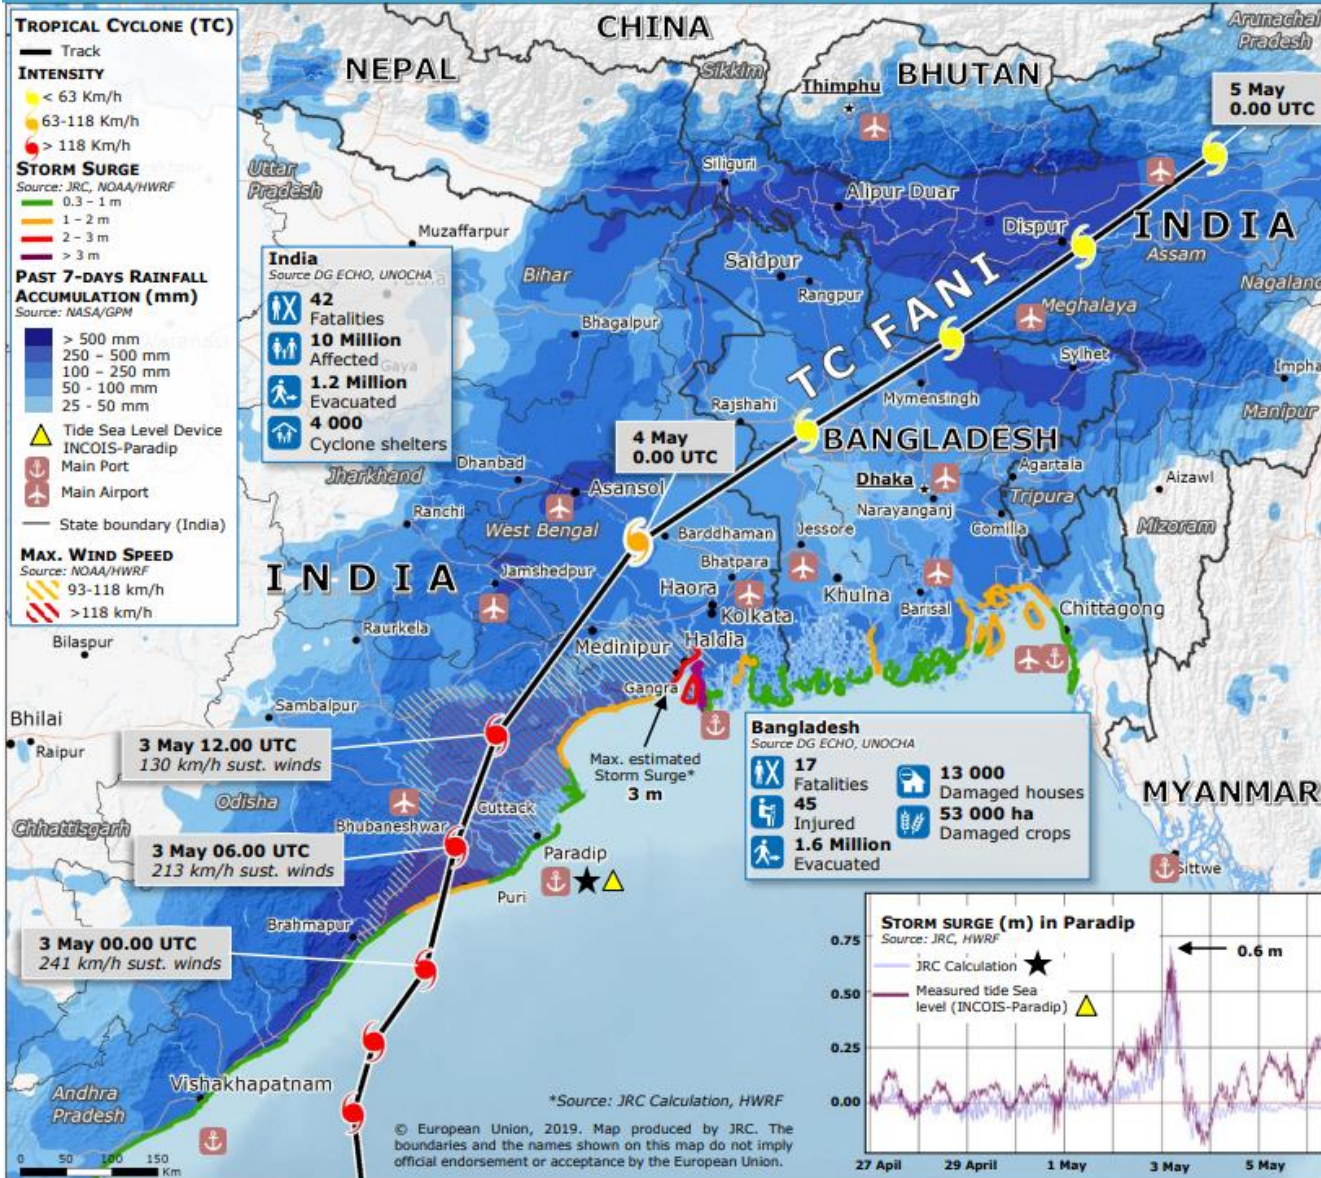 TROPICAL CYCLONE (TC)
Track
INTENSITY
< 63 Km/h
63-118 Km/h
> 118 Km/h
STORM SURGE
Source: JRC, NOAA/HWRF
0.3 – 1 m
1 – 2 m
2 – 3 m
> 3 m
PAST 7-DAYS RAINFALL
ACCUMULATION (mm)
Source: NASA/GPM
> 500 mm
250 – 500 mm
100 – 250 mm
50 - 100 mm
25 - 50 mm
Tide Sea Level Device
INCOIS-Paradip
Main Port
Main Airport
State boundary (India)
MAX. WIND SPEED
Source: NOAA/HWRF
93-118 km/h
>118 km/h
CHINA
NEPAL
Sikkim
BHUTAN
Thimphu
Arunachal
Pradesh
5 May
0.00 UTC
Uttar
Pradesh
Siliguri
Alipur Duar
Dispur
INDIA
Assam
Muzaffarpur
Bihar
Saidpur
Rangpur
TC FANI
Meghalaya
Nagaland
India
Source DG ECHO, UNOCHA
42
Fatalities
10 Million
Affected
1.2 Million
Evacuated
4 000
Cyclone shelters
Gaya
Bhagalpur
Sylhet
Impha
Rajshahi
Mymensingh
Manipur
4 May
0.00 UTC
BANGLADESH
Jharkhand
Dhanbad
Asansol
Dhaka
Agartala
Aizawl
Ranchi
West Bengal
Narayanganj
Tripura
Comilla
Mizoram
Barddhaman
Jessore
INDIA
Jamshedpur
Bhatpara
Haora
Kolkata
Khulna
Barisal
Chittagong
Bilaspur
Raurkela
Medinipur
Haldia
Gangra
Sambalpur
Bhilai
Raipur
3 May 12.00 UTC
130 km/h sust. winds
Max. estimated
Storm Surge*
3 m
Bangladesh
Source DG ECHO, UNOCHA
17
Fatalities
45
Injured
1.6 Million
Evacuated
13 000
Damaged houses
53 000 ha
Damaged crops
MYANMAR
Odisha
Chhattisgarh
Cuttack
Bhubaneshwar
3 May 06.00 UTC
213 km/h sust. winds
Paradip
Puri
Sittwe
Brahmapur
3 May 00.00 UTC
241 km/h sust. winds
STORM SURGE (m) in Paradip
Source: JRC, HWRF
JRC Calculation
Measured tide Sea
level (INCOIS-Paradip)
0.6 m
0.75
0.50
0.25
0.00
27 Apil
29 April
1 May
3 May
5 May
Vishakhapatnam
Andhra
Pradesh
*Source: JRC Calculation, HWRF
© European Union, 2019. Map produced by JRC. The
boundaries and the names shown on this map do not imply
official endorsement or acceptance by the European Union.
0 50 100 150
Km